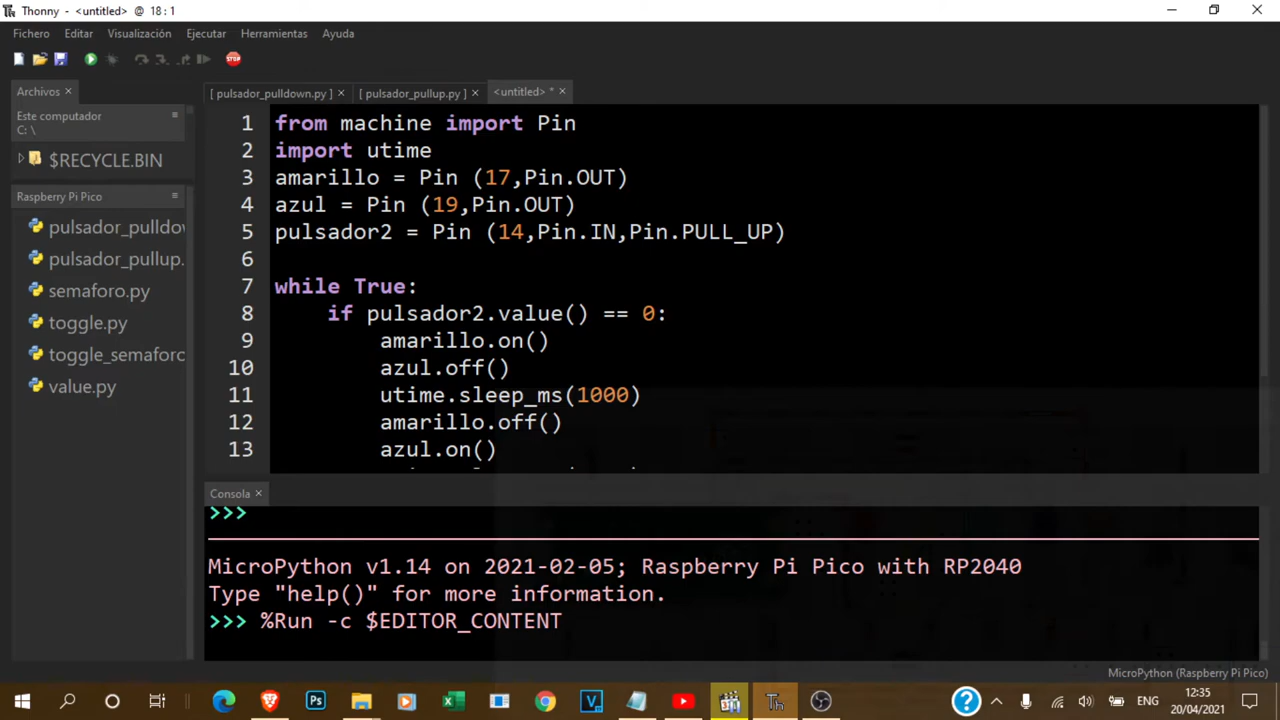 Thonny - <untitled> @ 18 : 1
Fichero Editar Visualización Ejecutar Herramientas Ayuda
STOP
Archivos ×
[ pulsador_pulldown.py ] × [ pulsador_pullup.py ] × <untitled> * ×
Este computador
C: \
$RECYCLE.BIN
Raspberry Pi Pico
pulsador_pulldov
pulsador_pullup.
semaforo.py
toggle.py
toggle_semaforo
value.py
1 from machine import Pin
2 import utime
3 amarillo = Pin (17,Pin.OUT)
4 azul = Pin (19,Pin.OUT)
5 pulsador2 = Pin (14,Pin.IN,Pin.PULL_UP)
6
7 while True:
8 if pulsador2.value() == 0:
9 amarillo.on()
10 azul.off()
11 utime.sleep_ms(1000)
12 amarillo.off()
13 azul.on()
Consola ×
>>>
MicroPython v1.14 on 2021-02-05; Raspberry Pi Pico with RP2040
Type "help()" for more information.
>>> %Run -c $EDITOR_CONTENT
MicroPython (Raspberry Pi Pico)
Ps V Th ? ENG 12:35
20/04/2021